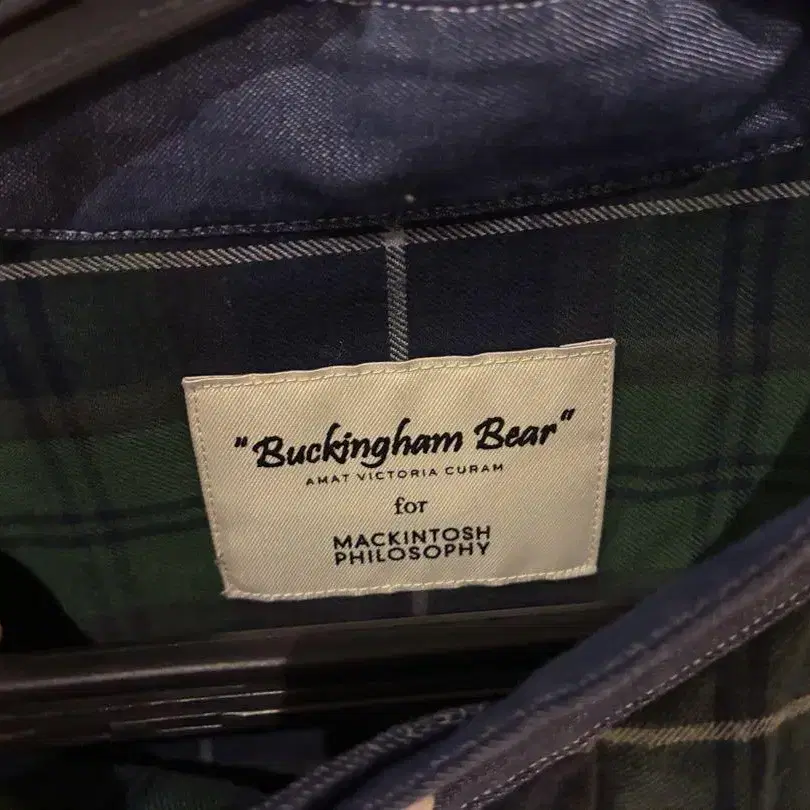 "Buckingham Bear"
AMAT VICTORIA CURAM
for
MACKINTOSH
PHILOSOPHY